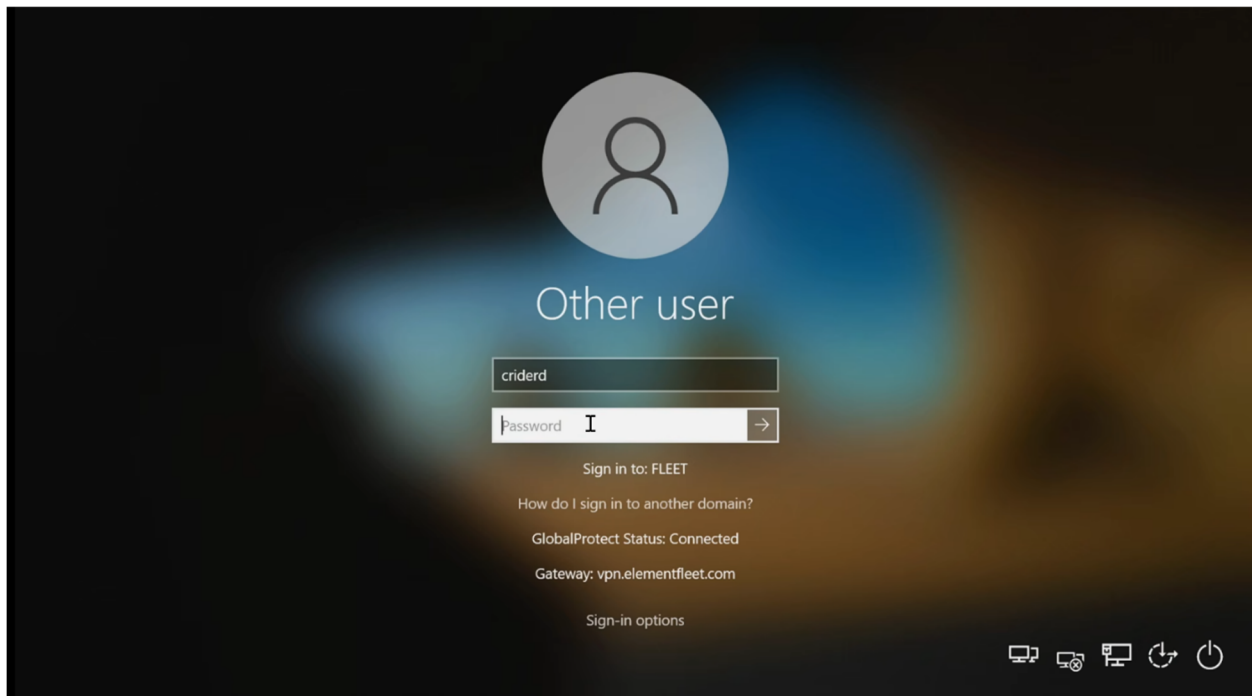 Other user
criderd
Password
Sign in to: FLEET
How do I sign in to another domain?
GlobalProtect Status: Connected
Gateway: vpn.elementfleet.com
Sign-in options